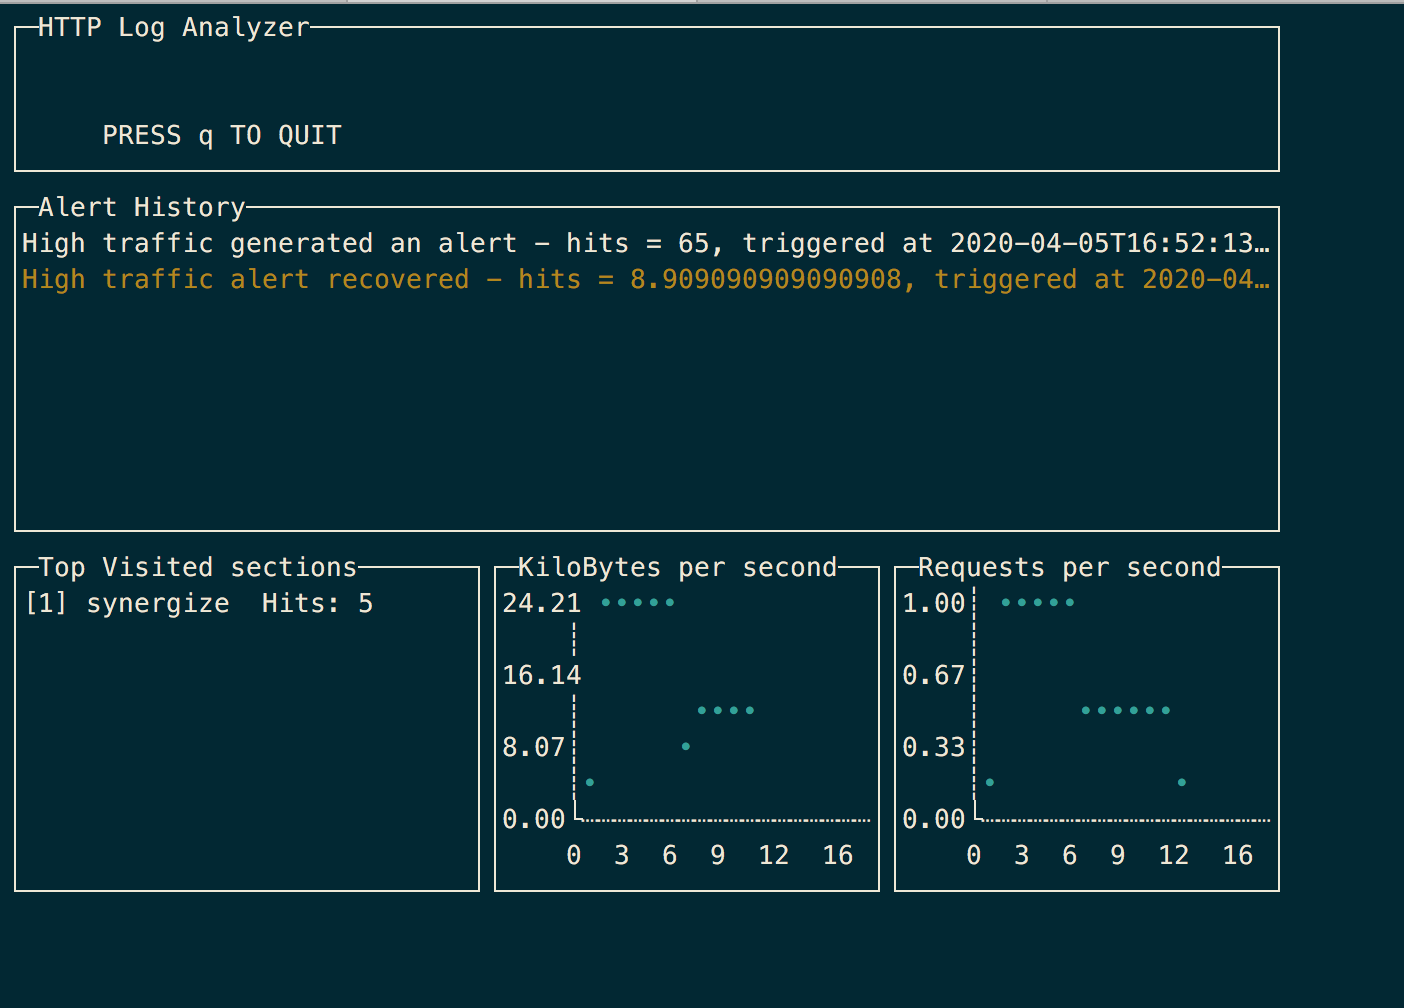 HTTP Log Analyzer
PRESS q TO QUIT
Alert History
High traffic generated an alert - hits = 65, triggered at 2020-04-05T16:52:13…
High traffic alert recovered - hits = 8.909090909090908, triggered at 2020-04…
Top Visited sections
[1] synergize  Hits: 5
KiloBytes per second
24.21
16.14
8.07
0.00
0 3 6 9 12 16
Requests per second
1.00
0.67
0.33
0.00
0 3 6 9 12 16